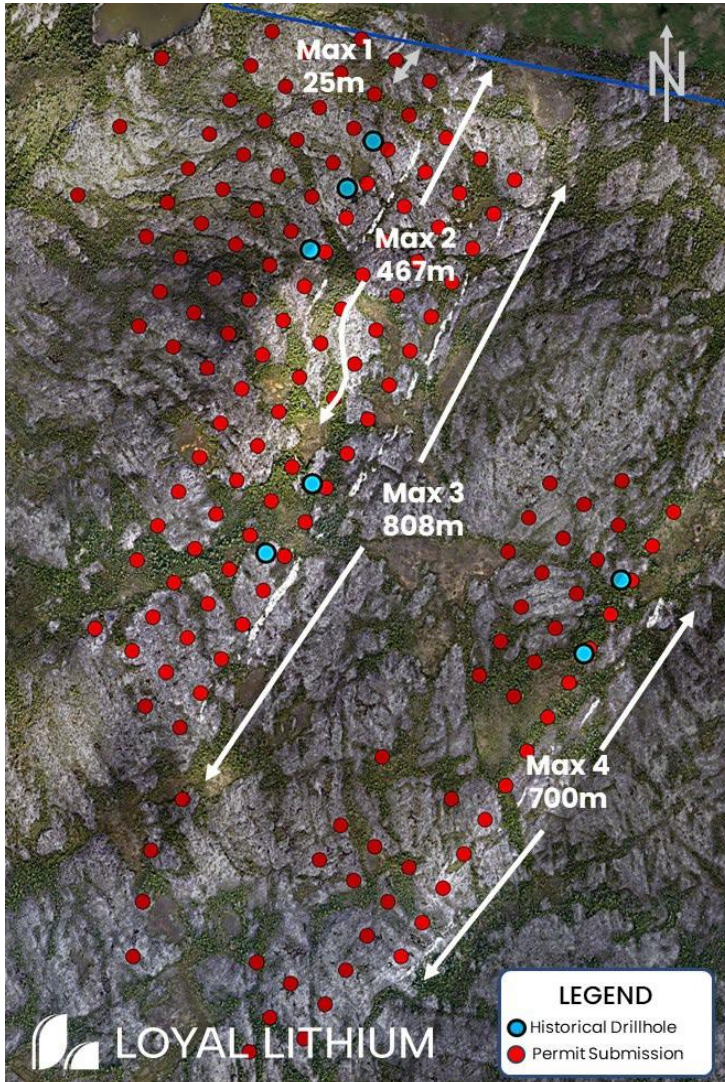 Max 1
25m
N
Max 2
467m
Max 3
808m
Max 4
700m
LEGEND
Historical Drillhole
Permit Submission
LOYAL LITHIUM